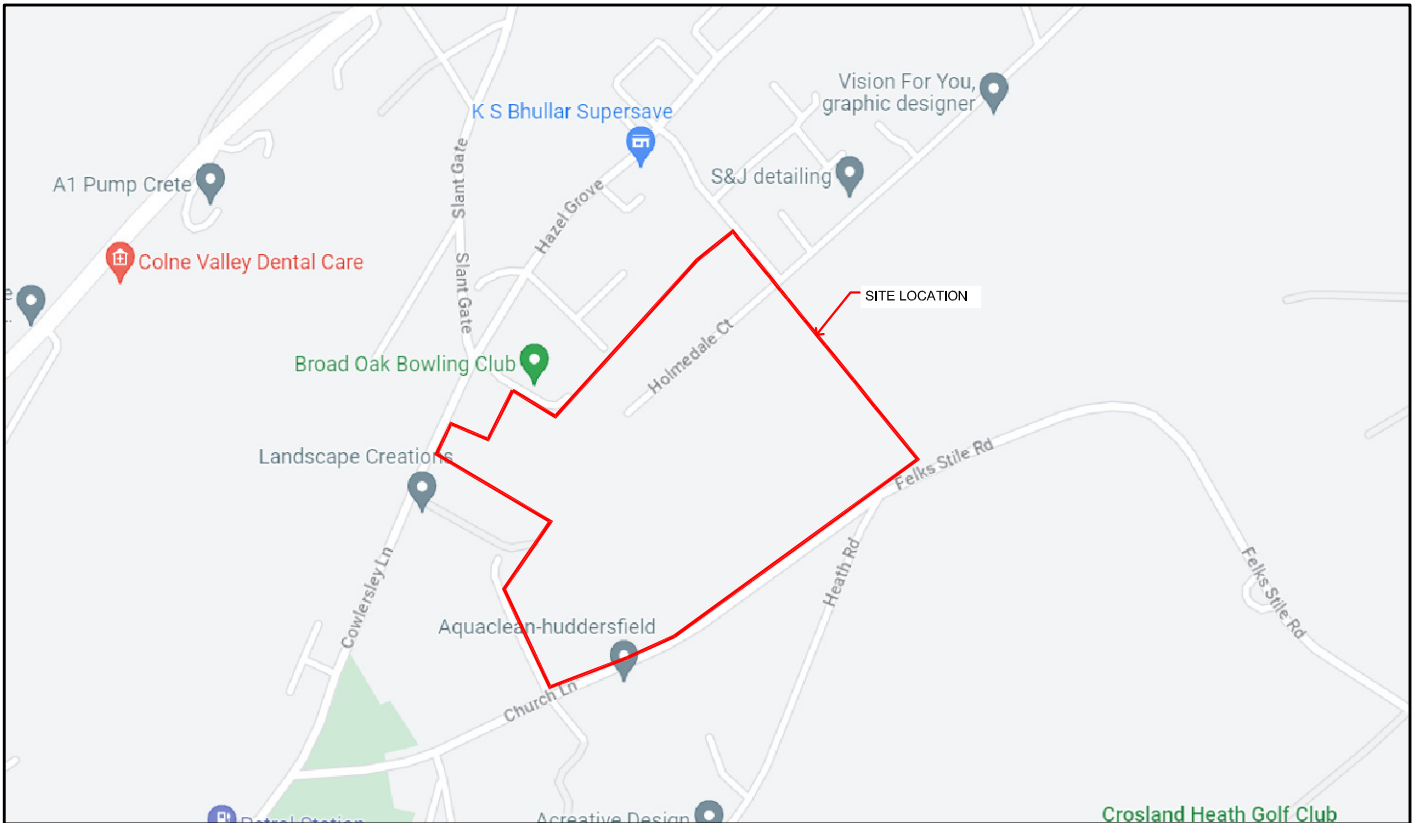 Vision For You,
graphic designer
K S Bhullar Supersave
Slant Gate
A1 Pump Crete
S&J detailing
Hazel Grove
Colne Valley Dental Care
Slant Gate
SITE LOCATION
Holmedale Ct
Broad Oak Bowling Club
Landscape Creations
Felks Stile Rd
Heath Rd
Felks Stile Rd
Cowlersley Ln
Aquaclean-huddersfield
Church Ln
Petrol Station
Acreative Design
Crosland Heath Golf Club